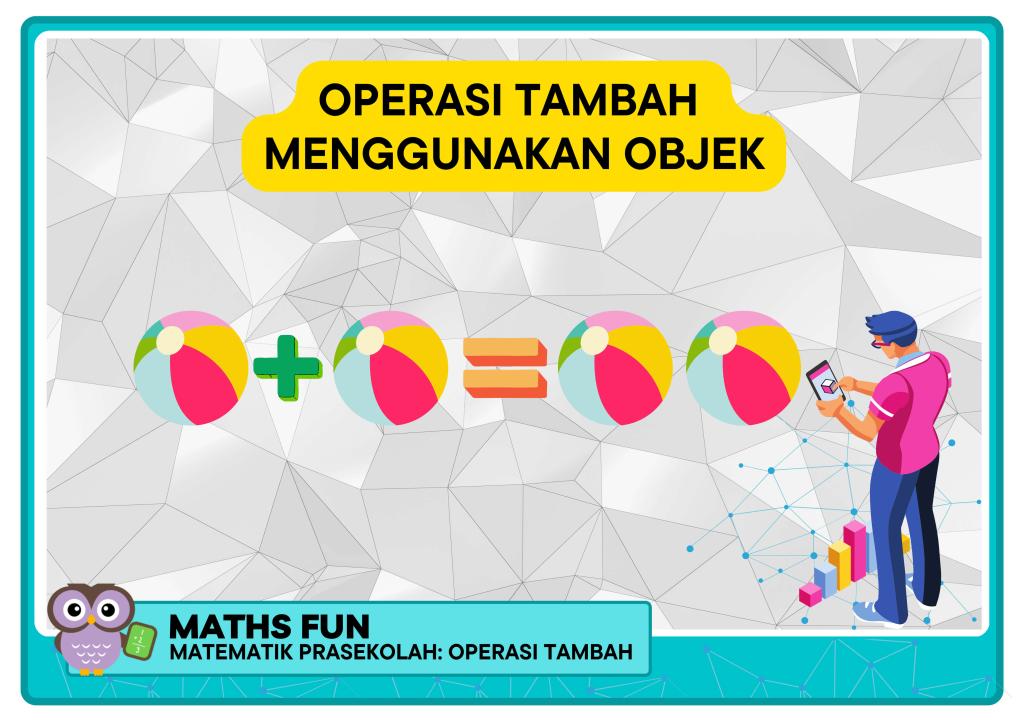 OPERASI TAMBAH
MENGGUNAKAN OBJEK
MATHS FUN
MATEMATIK PRASEKOLAH: OPERASI TAMBAH